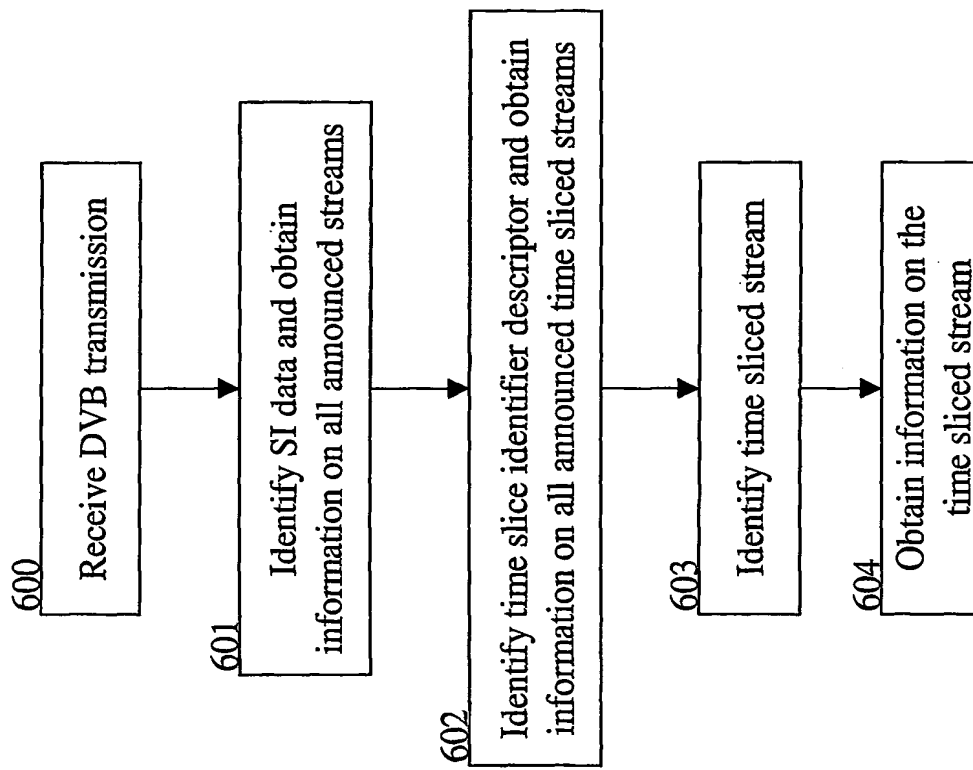 600
Receive DVB transmission
601
Identify SI data and obtain
information on all announced streams
602
Identify time slice identifier descriptor and obtain
information on all announced time sliced streams
603
Identify time sliced stream
604
Obtain information on the
time sliced stream